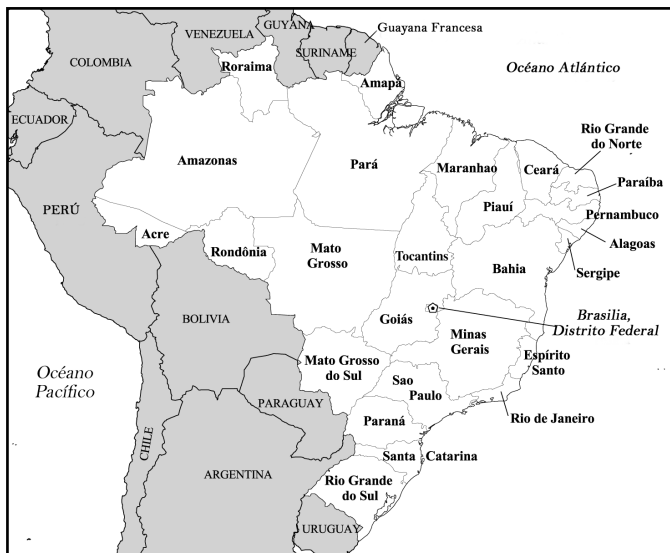 Guayana Francesa
GUYANA
VENEZUELA
SURINAME
COLOMBIA
Roraima
Océano Atlántico
Amapá
ECUADOR
Rio Grande
do Norte
Amazonas
Pará
Maranhao
Ceará
Paraíba
PERÚ
Piauí
Pernambuco
Acre
Alagoas
Rondônia
Mato
Grosso
Tocantins
Bahia
Sergipe
BOLIVIA
Goiás
Brasilia,
Distrito Federal
Minas
Gerais
Espírito
Santo
Mato Grosso
do Sul
Océano
Pacífico
Sao
Paulo
PARAGUAY
Rio de Janeiro
Paraná
CHILE
Santa Catarina
ARGENTINA
Rio Grande
do Sul
URUGUAY